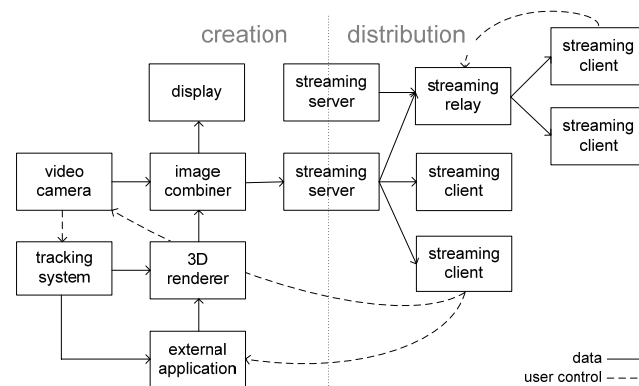 creation
distribution
display
streaming
server
streaming
relay
streaming
client
streaming
client
video
camera
image
combiner
streaming
server
streaming
client
tracking
system
3D
renderer
streaming
client
external
application
data
user control